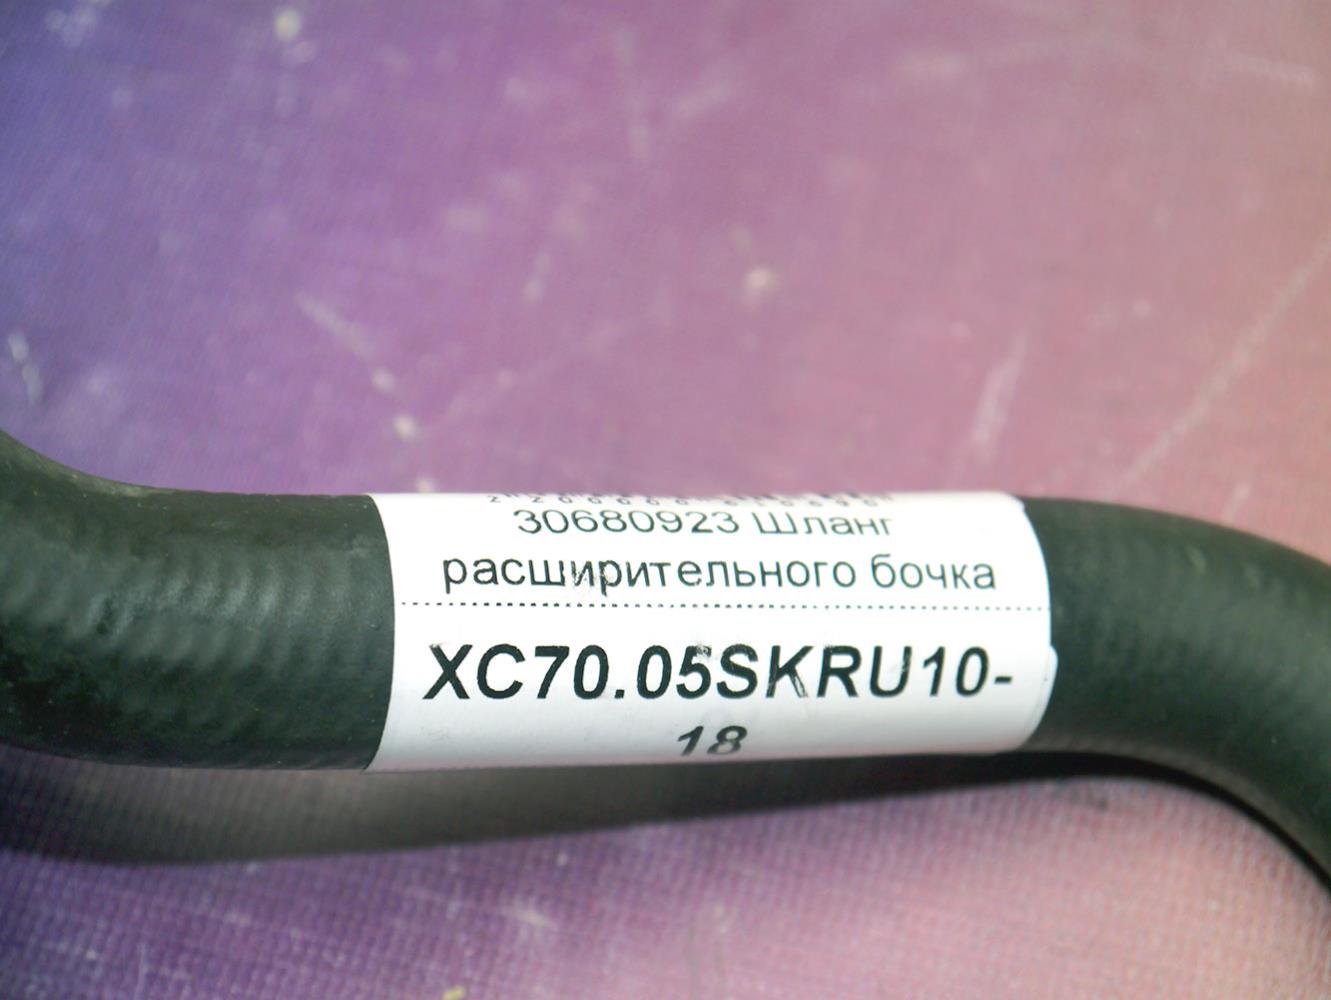 30680923 Шланг
расширительного бочка
XC70.05SKRU10-
18